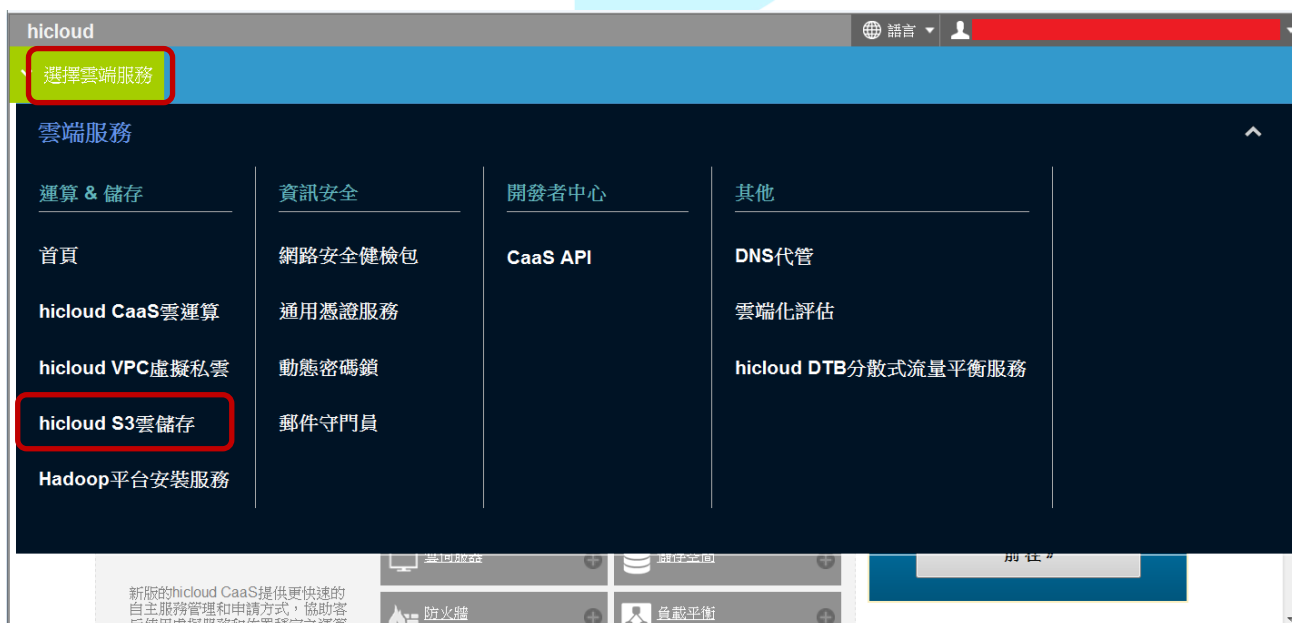 hicloud
語言
選擇雲端服務
雲端服務
運算 & 儲存
首頁
hicloud CaaS雲運算
hicloud VPC虛擬私雲
hicloud S3雲儲存
Hadoop平台安裝服務
資訊安全
網路安全健檢包
通用憑證服務
動態密碼鎖
郵件守門員
開發者中心
CaaS API
其他
DNS代管
雲端化評估
hicloud DTB分散式流量平衡服務
儲存空間
前往
新版的hicloud CaaS提供更快速的
自主服務管理和申請方式，協助客
防火牆
負載平衡